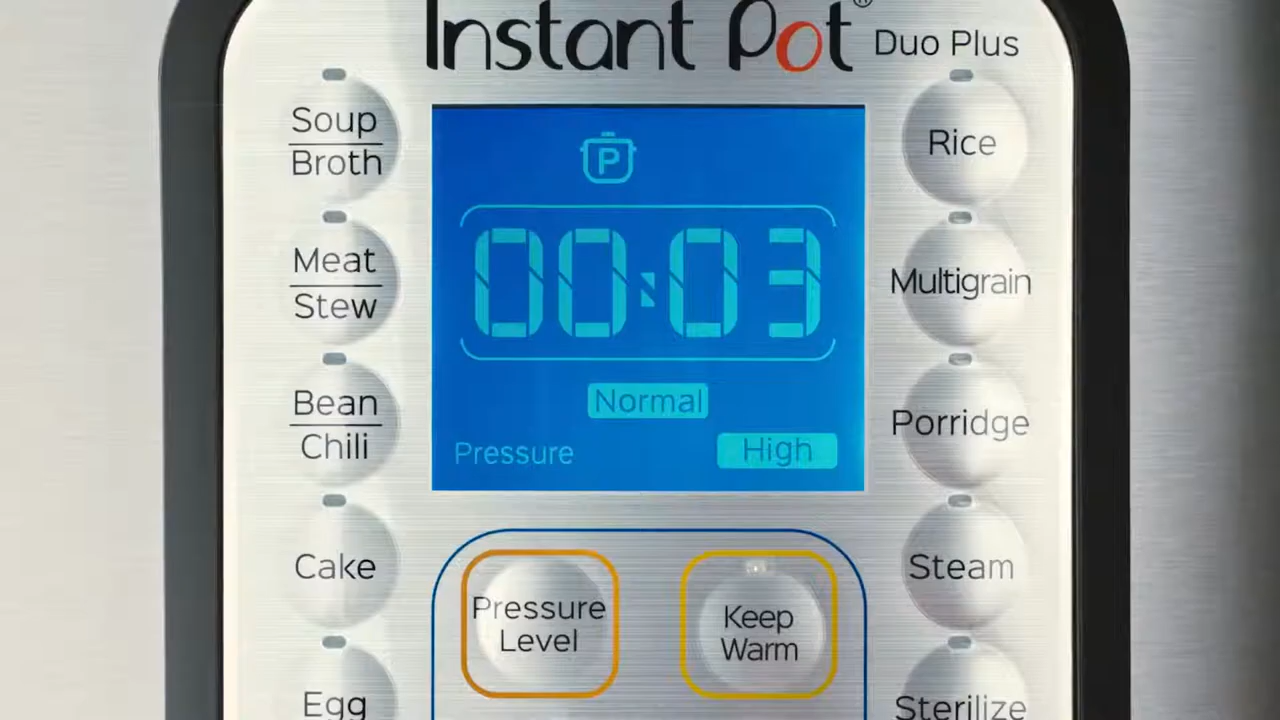 Instant Pot® Duo Plus
Soup
Broth
Meat
Stew
Bean
Chili
Cake
Egg
P
00:03
Normal
Pressure
High
Pressure
Level
Keep
Warm
Rice
Multigrain
Porridge
Steam
Sterilize